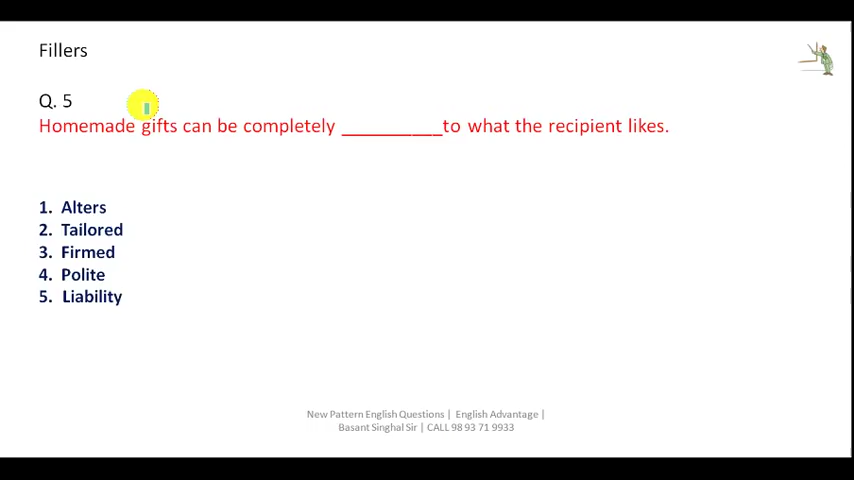 Fillers
Q. 5
Homemade gifts can be completely __________to what the recipient likes.
1. Alters
2. Tailored
3. Firmed
4. Polite
5. Liability
New Pattern English Questions | English Advantage |
Basant Singhal Sir | CALL 98 93 71 9933